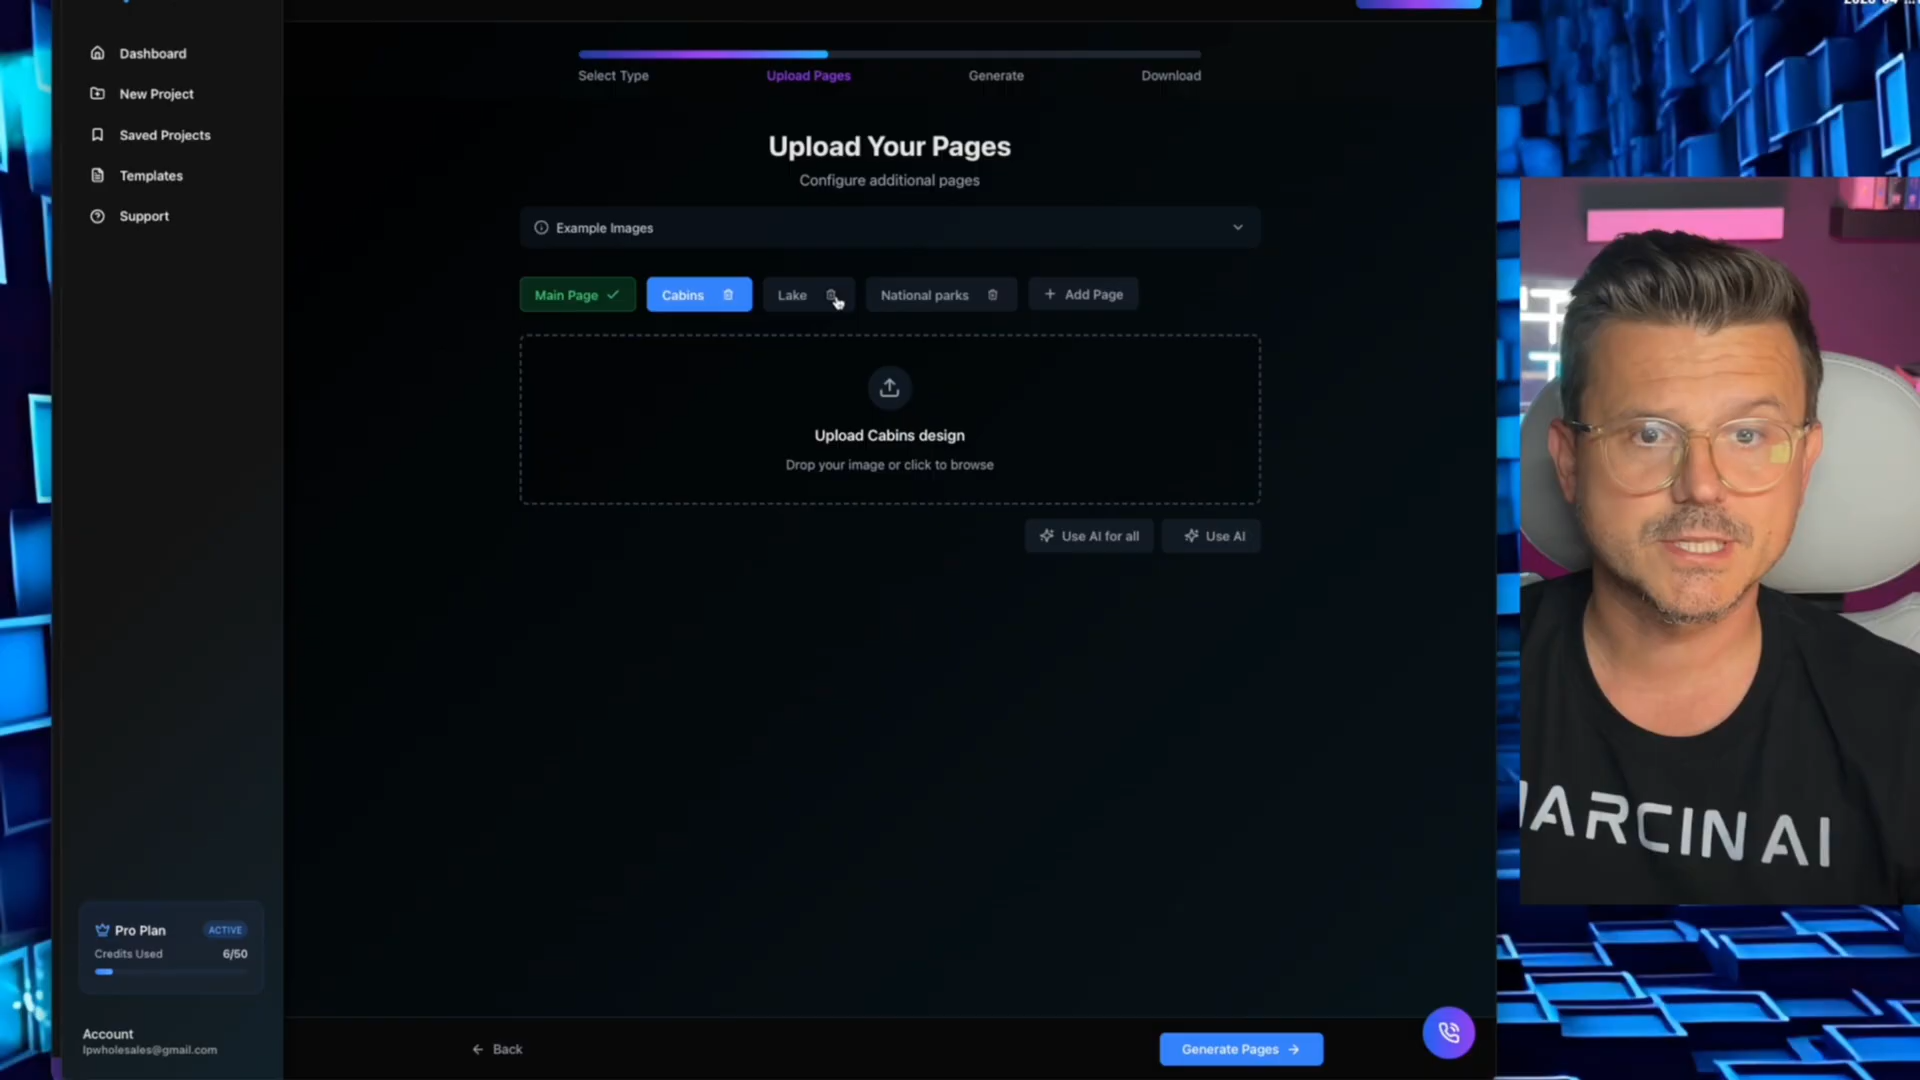 Dashboard
New Project
Saved Projects
Templates
Support
Select Type
Upload Pages
Generate
Download
Upload Your Pages
Configure additional pages
Example Images
Main Page
Cabins
Lake
National parks
+ Add Page
Upload Cabins design
Drop your image or click to browse
Use AI for all
Use AI
Pro Plan
ACTIVE
Credits Used
6/50
Account
lpwholesales@gmail.com
Back
Generate Pages
ARCIN AI